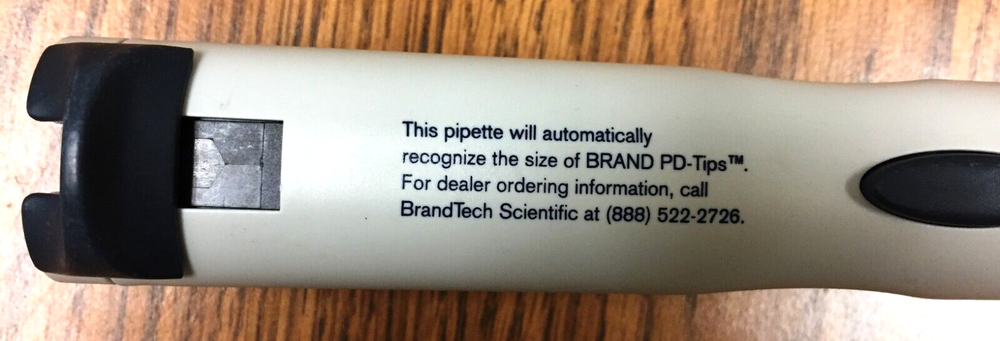 This pipette will automatically
recognize the size of BRAND PD-Tips™.
For dealer ordering information, call
BrandTech Scientific at (888) 522-2726.